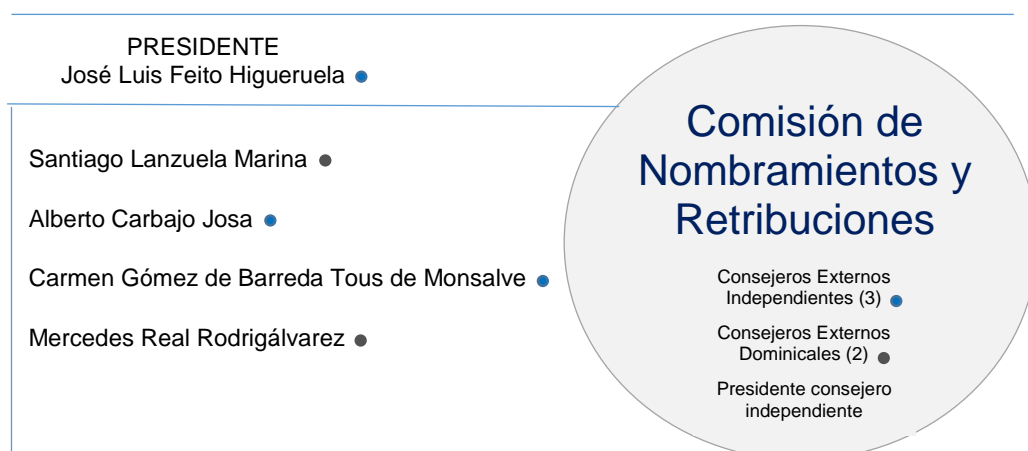 PRESIDENTE
José Luis Feito Higueruela
Santiago Lanzuela Marina
Alberto Carbajo Josa
Carmen Gómez de Barreda Tous de Monsalve
Mercedes Real Rodrigálvarez
Comisión de
Nombramientos y
Retribuciones
Consejeros Externos
Independientes (3)
Consejeros Externos
Dominicales (2)
Presidente consejero
independiente